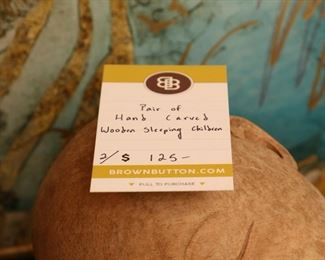 BB
Pair of
Hand Carved
Wooden Sleeping Children
2/$ 125-
BROWNBUTTON.COM
PULL TO PURCHASE